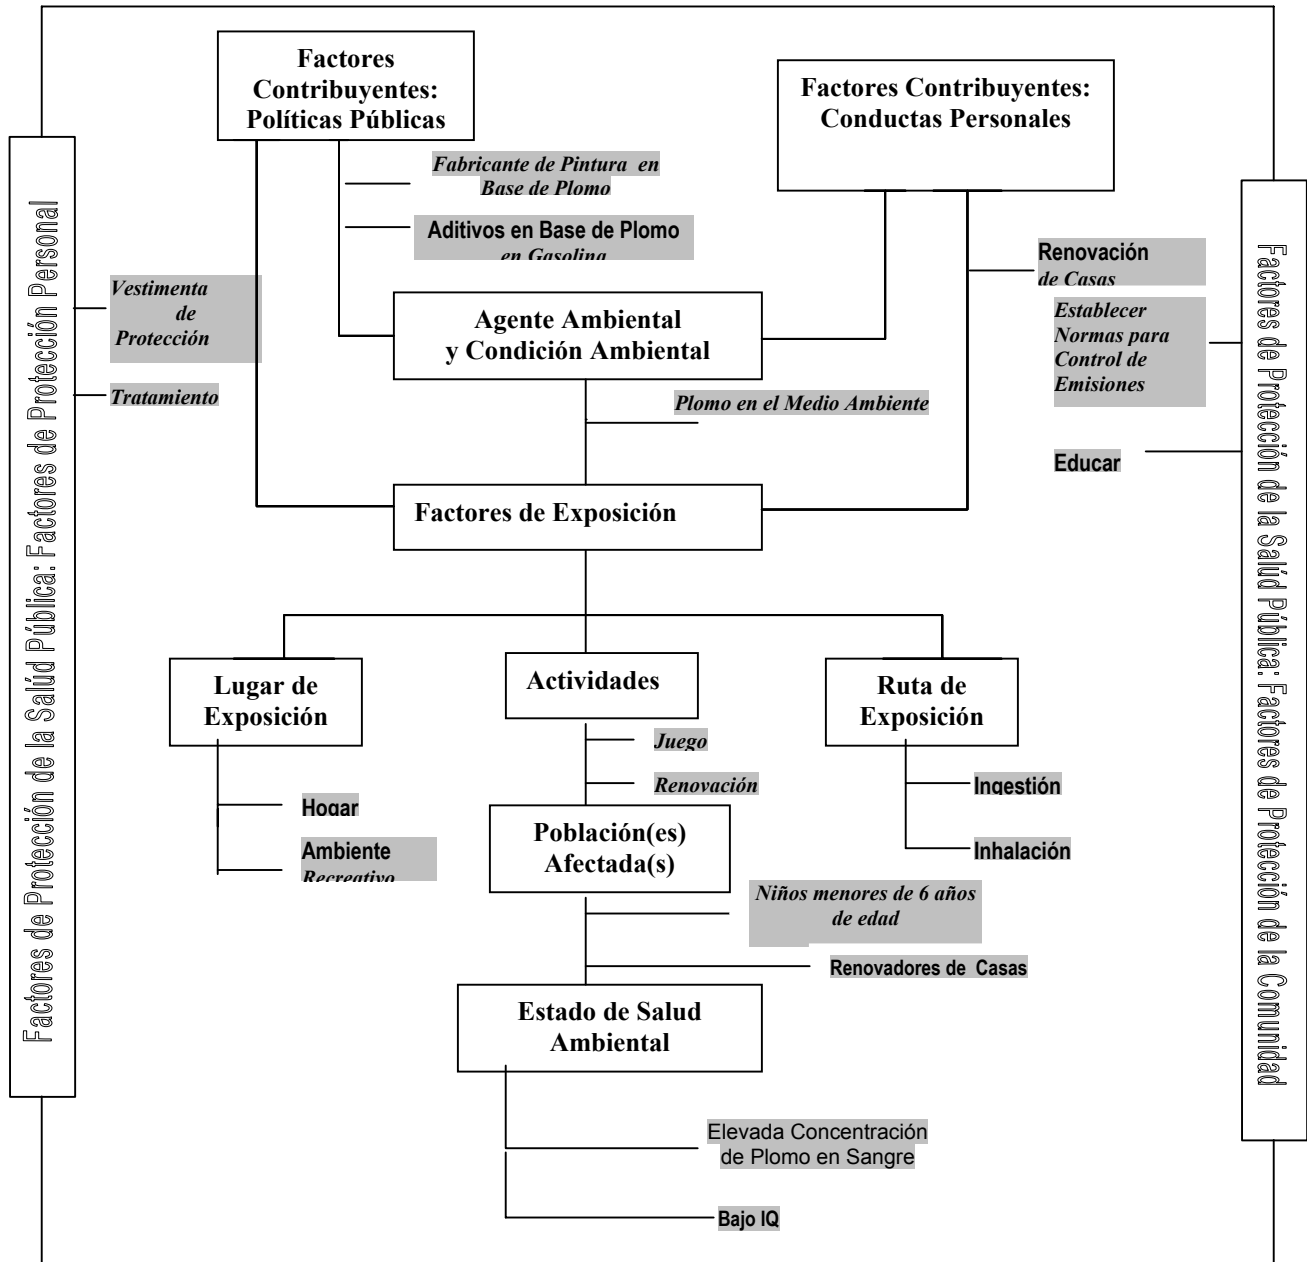 Factores
Contribuyentes:
Políticas Públicas
Factores Contribuyentes:
Conductas Personales
Fabricante de Pintura en
Base de Plomo
Aditivos en Base de Plomo
en Gasolina
Renovación
de Casas
Vestimenta
de
Protección
Tratamiento
Agente Ambiental
y Condición Ambiental
Establecer
Normas para
Control de
Emisiones
Plomo en el Medio Ambiente
Educar
Factores de Exposición
Factores de Protección de la Salúd Pública: Factores de Protección Personal
Factores de Protección de la Salúd Pública: Factores de Protección de la Comunidad
Lugar de
Exposición
Actividades
Ruta de
Exposición
Juego
Renovación
Hogar
Ambiente
Recreativo
Ingestión
Inhalación
Población(es)
Afectada(s)
Niños menores de 6 años
de edad
Renovadores de Casas
Estado de Salud
Ambiental
Elevada Concentración
de Plomo en Sangre
Bajo IQ